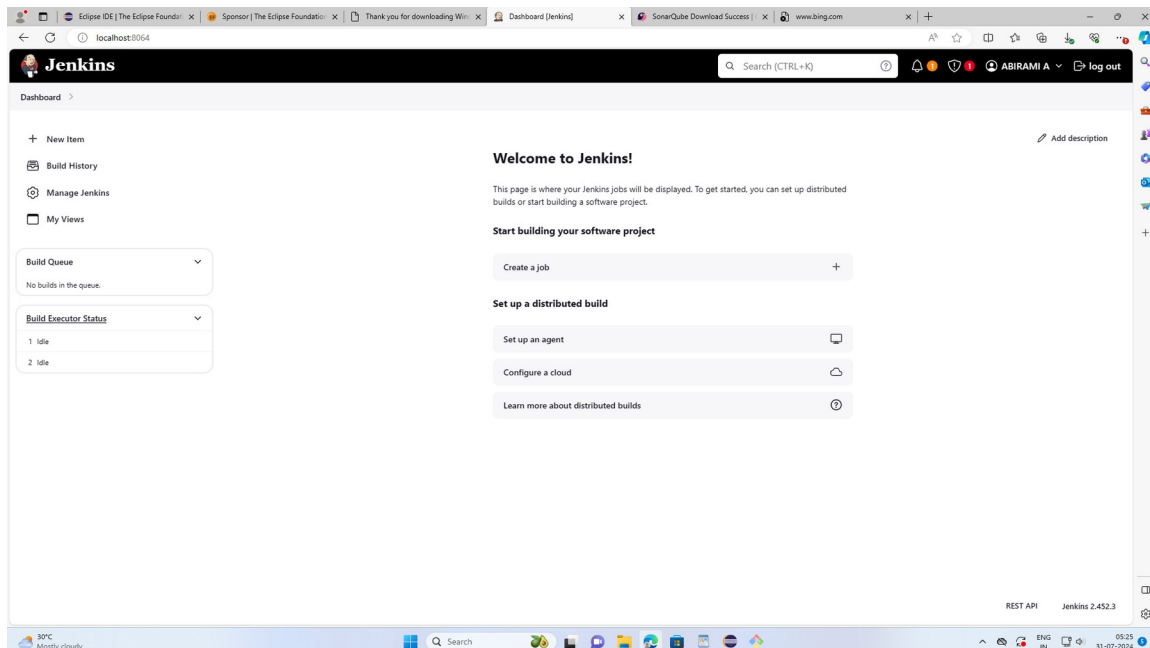 Eclipse IDE | The Eclipse Foundat
Sponsor | The Eclipse Foundation
Thank you for downloading Win
Dashboard [Jenkins]
SonarQube Download Success |
www.bing.com
localhost:8064
Jenkins
Search (CTRL+K)
1
1
ABIRAMI A
log out
Dashboard
New Item
Build History
Manage Jenkins
My Views
Add description
Welcome to Jenkins!
This page is where your Jenkins jobs will be displayed. To get started, you can set up distributed
builds or start building a software project.
Start building your software project
Create a job
Build Queue
No builds in the queue.
Set up a distributed build
Build Executor Status
1 Idle
2 Idle
Set up an agent
Configure a cloud
Learn more about distributed builds
REST API
Jenkins 2.452.3
30°C
Mostly cloudy
Search
ENG
IN
05:25
31-07-2024